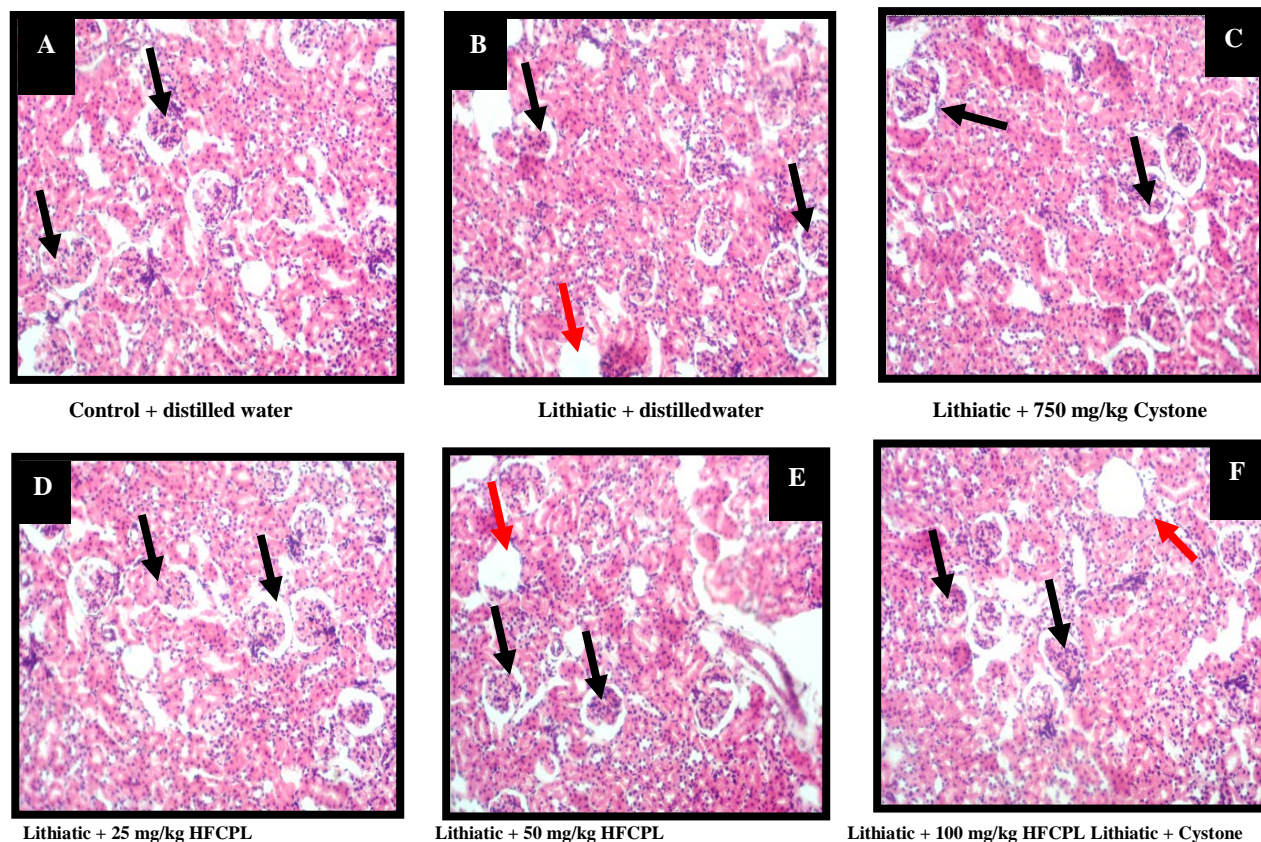 A
B
C
Control + distilled water
Lithiatic + distilledwater
Lithiatic + 750 mg/kg Cystone
D
E
F
Lithiatic + 25 mg/kg HFCPL
Lithiatic + 50 mg/kg HFCPL
Lithiatic + 100 mg/kg HFCPL Lithiatic + Cystone